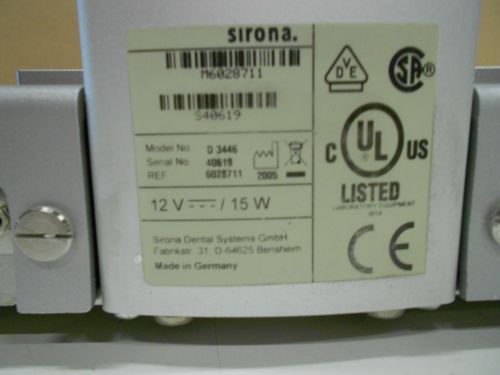 sirona.
M6028711
S40619
Model No D 3446
Serial No 40619
REF 6028711 2005
12 V / 15 W
Sirona Dental Systems GmbH
Fabrikstr. 31, D-64625 Bensheim
Made in Germany
VDE
SA ®
C UL US
LISTED
LABORATORY EQUIPMENT
CE